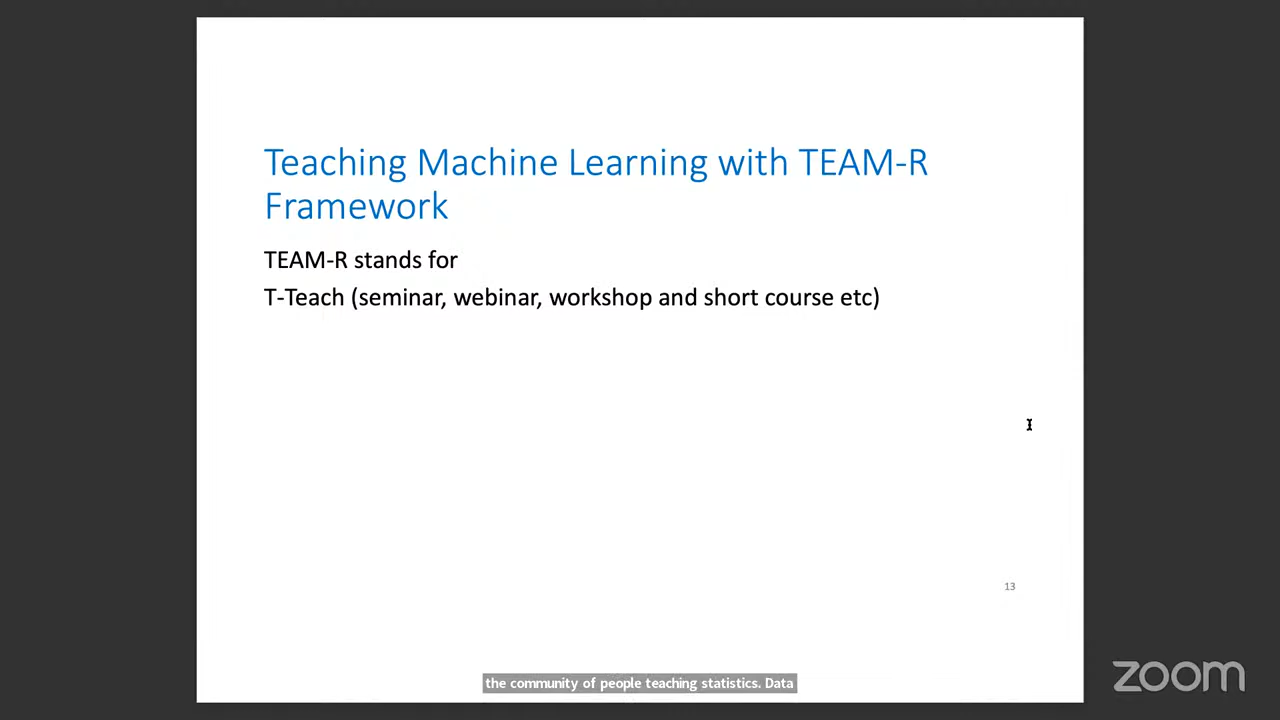 Teaching Machine Learning with TEAM-R
Framework
TEAM-R stands for
T-Teach (seminar, webinar, workshop and short course etc)
13
the community of people teaching statistics. Data
zoom